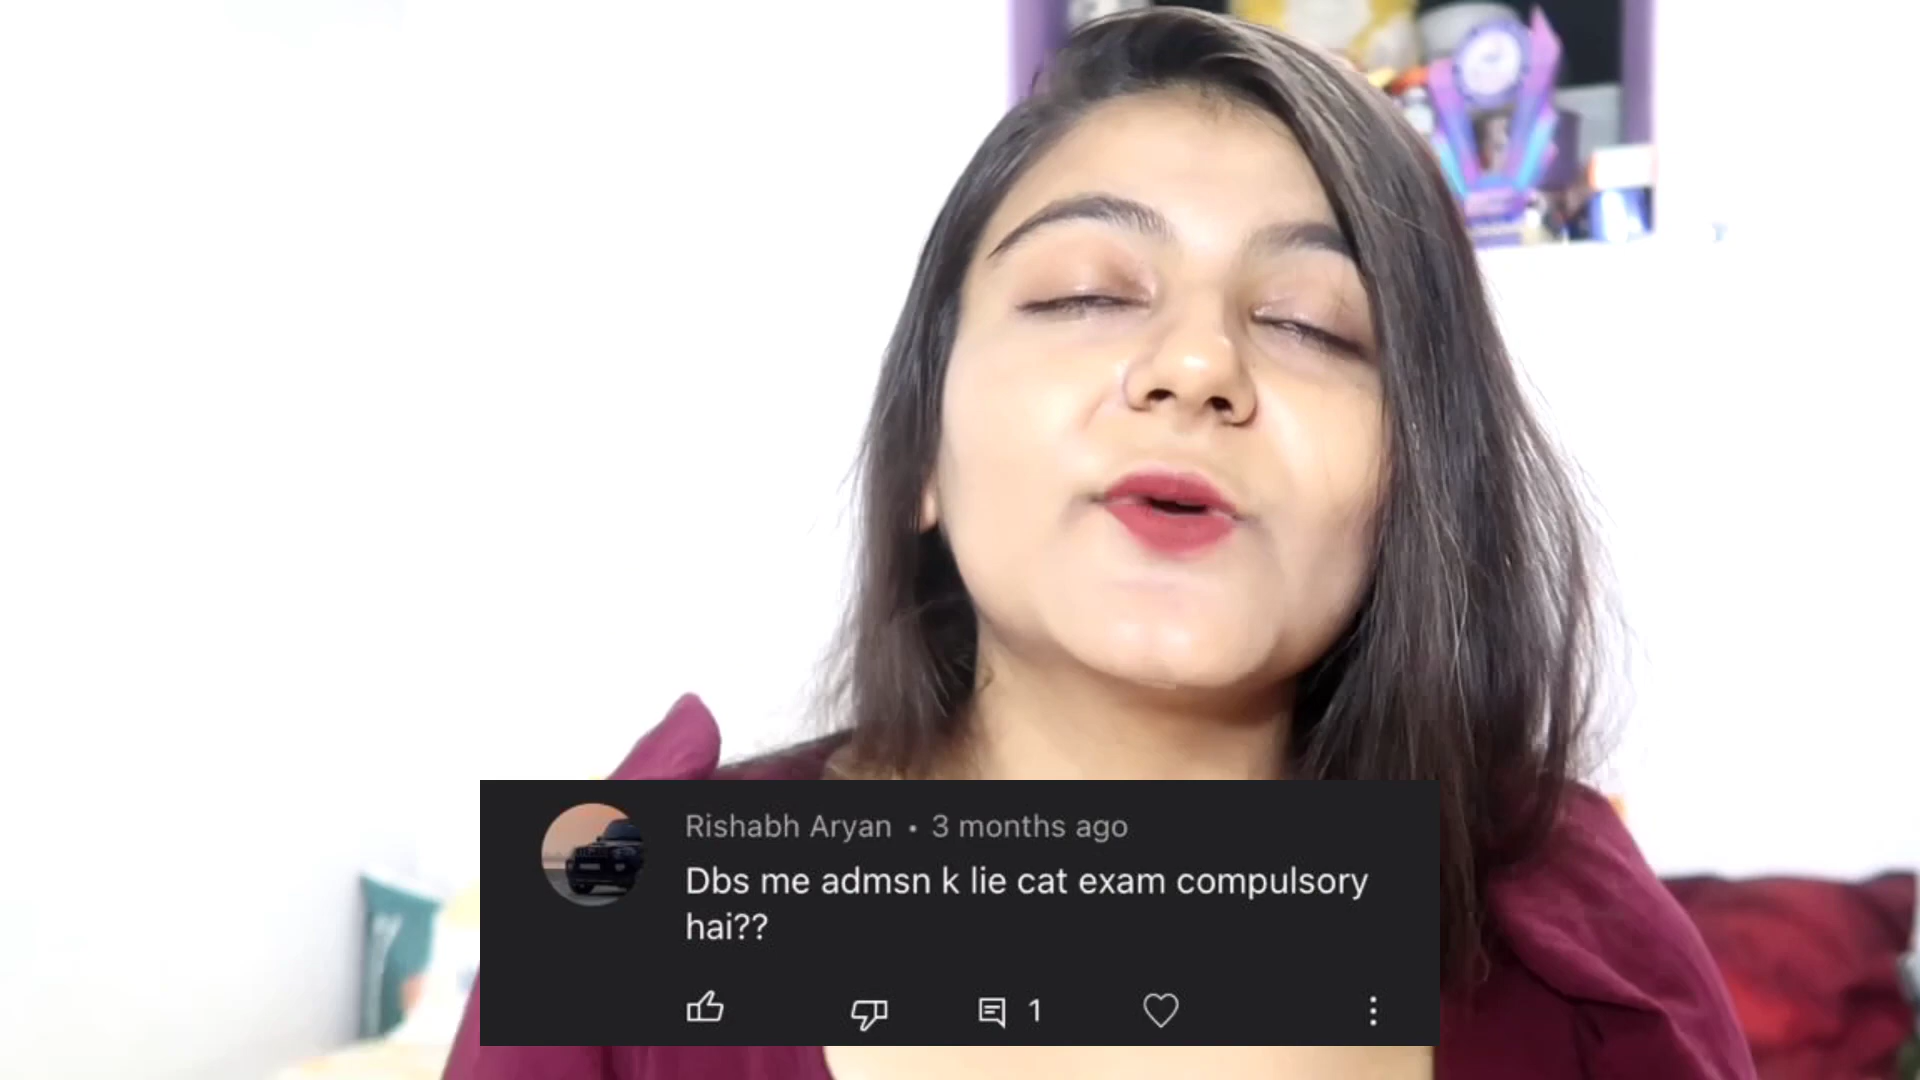 Rishabh Aryan • 3 months ago
Dbs me admsn k lie cat exam compulsory
hai??
1